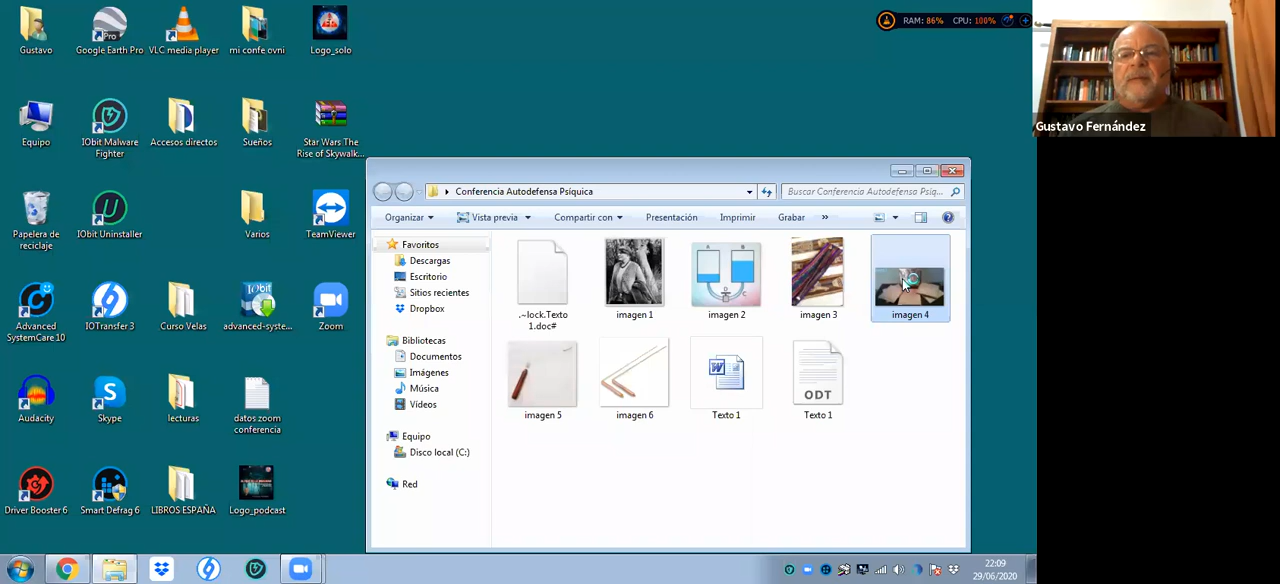 Gustavo
Google Earth Pro
VLC media player
mi confe ovni
Logo_solo
Equipo
IObit Malware
Fighter
Accesos directos
Sueños
Star Wars The
Rise of Skywalk...
Papelera de
reciclaje
IObit Uninstaller
Varios
TeamViewer
Advanced
SystemCare 10
IOTransfer 3
Curso Velas
advanced-syste...
Zoom
Audacity
Skype
lecturas
datos zoom
conferencia
Driver Booster 6
Smart Defrag 6
LIBROS ESPAÑA
Logo_podcast
RAM: 86% CPU: 100%
Gustavo Fernández
Conferencia Autodefensa Psíquica
Buscar Conferencia Autodefensa Psíq...
Organizar
Vista previa
Compartir con
Presentación
Imprimir
Grabar
»
Favoritos
Descargas
Escritorio
Sitios recientes
Dropbox
Bibliotecas
Documentos
Imágenes
Música
Vídeos
Equipo
Disco local (C:)
Red
.~lock.Texto
1.doc#
imagen 1
A
B
C
imagen 2
imagen 3
imagen 4
imagen 5
imagen 6
W
Texto 1
ODT
Texto 1
22:09
29/06/2020